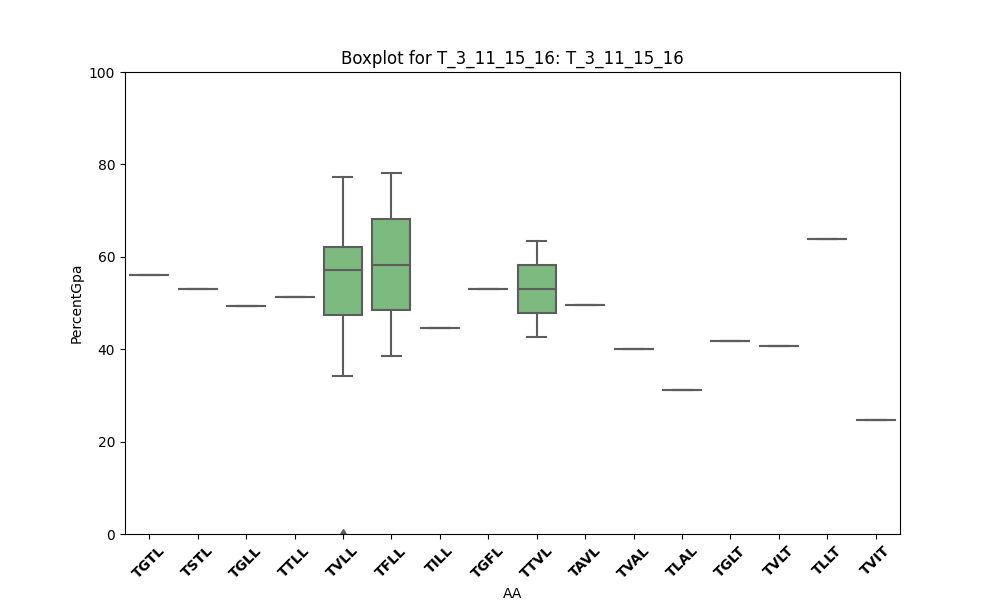 Boxplot for T_3_11_15_16: T_3_11_15_16
100
80
60
40
20
0
PercentGpa
TGTL TSTL TGLL TTLL TVLL TFLL TILL TGFL TTVL TAVL TVAL TLAL TGLT TVLT TLLT TVIT
AA